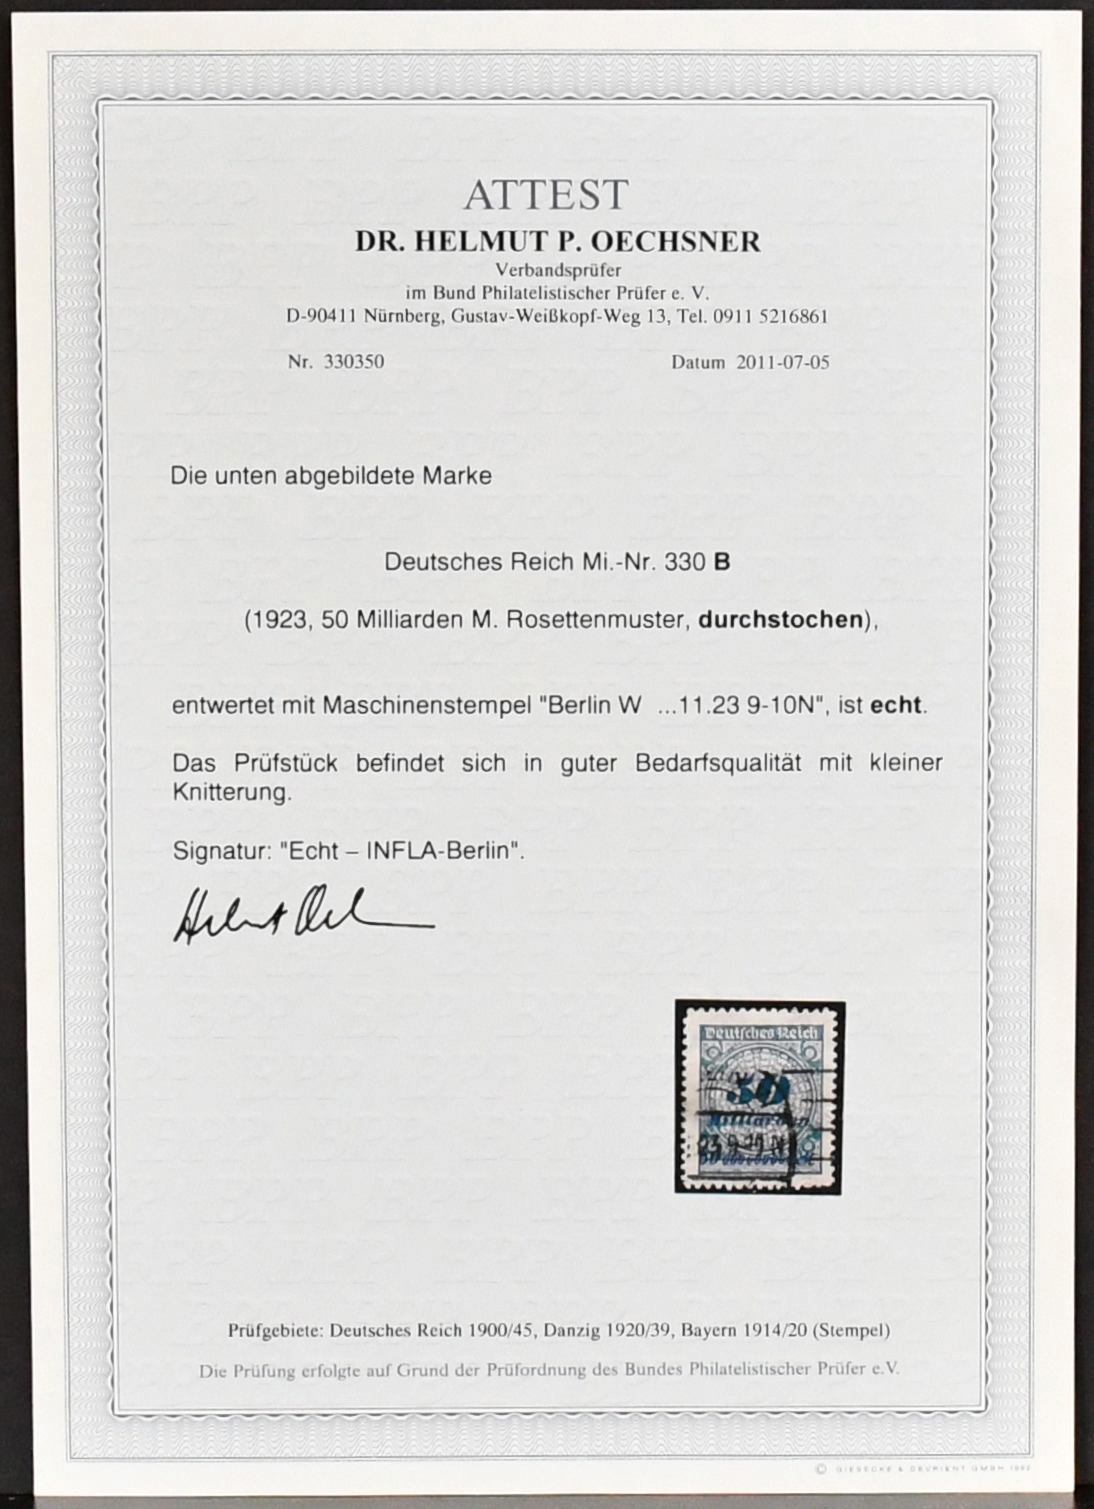 ATTEST
DR. HELMUT P. OECHSNER
Verbandsprüfer
im Bund Philatelistischer Prüfer e. V.
D-90411 Nürnberg, Gustav-Weißkopf-Weg 13, Tel. 0911 5216861
Nr. 330350 Datum 2011-07-05
Die unten abgebildete Marke
Deutsches Reich Mi.-Nr. 330 B
(1923, 50 Milliarden M. Rosettenmuster, durchstochen),
entwertet mit Maschinenstempel "Berlin W ...11.23 9-10N", ist echt.
Das Prüfstück befindet sich in guter Bedarfsqualität mit kleiner
Knitterung.
Signatur: "Echt – INFLA-Berlin".
Deutsches Reich
50
Milliarden
Prüfgebiete: Deutsches Reich 1900/45, Danzig 1920/39, Bayern 1914/20 (Stempel)
Die Prüfung erfolgte auf Grund der Prüfordnung des Bundes Philatelistischer Prüfer e.V.
© GIESECKE & DEVRIENT GMBH 1992